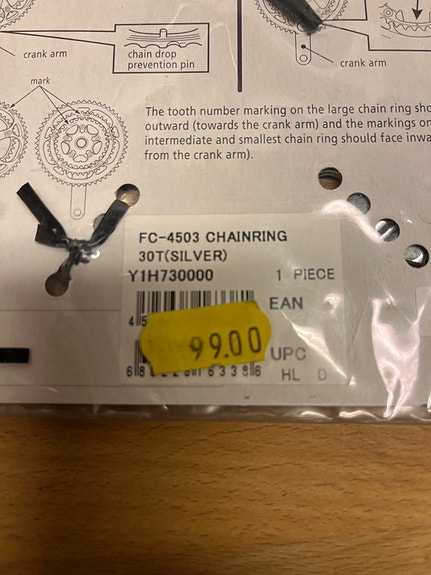 crank arm
chain drop
prevention pin
crank arm
mark
The tooth number marking on the large chain ring sho
outward (towards the crank arm) and the markings on
intermediate and smallest chain ring should face inwa
from the crank arm).
FC-4503 CHAINRING
30T(SILVER)
Y1H730000 1 PIECE
EAN
4 5
99.00
UPC
HL D